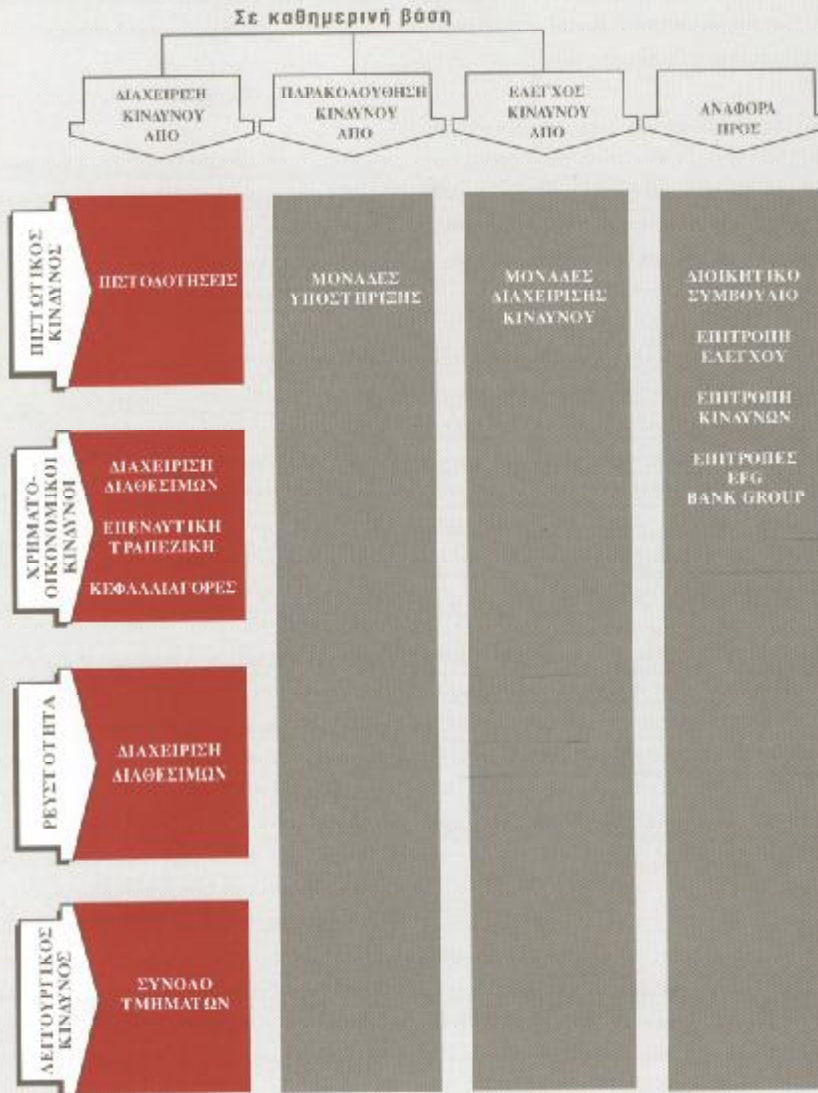 Σε καθημερινή βάση
ΔΙΑΧΕΙΡΙΣΗ
ΚΙΝΔΥΝΟΥ
ΑΠΟ
ΠΑΡΑΚΟΛΟΥΘΗΣΗ
ΚΙΝΔΥΝΟΥ
ΑΠΟ
ΕΛΕΓΧΟΣ
ΚΙΝΔΥΝΟΥ
ΑΠΟ
ΑΝΑΦΟΡΑ
ΠΡΟΣ
ΠΙΣΤΩΤΙΚΟΣ
ΚΙΝΔΥΝΟΣ
ΠΙΣΤΟΔΟΤΗΣΕΙΣ
ΜΟΝΑΔΕΣ
ΥΠΟΣΤΗΡΙΞΗΣ
ΜΟΝΑΔΕΣ
ΔΙΑΧΕΙΡΙΣΗΣ
ΚΙΝΔΥΝΟΥ
ΔΙΟΙΚΗΤΙΚΟ
ΣΥΜΒΟΥΛΙΟ
ΕΠΙΤΡΟΠΗ
ΕΛΕΓΧΟΥ
ΕΠΙΤΡΟΠΗ
ΚΙΝΔΥΝΩΝ
ΕΠΙΤΡΟΠΕΣ
EFG
BANK GROUP
ΧΡΗΜΑΤΟ-
ΟΙΚΟΝΟΜΙΚΟΙ
ΚΙΝΔΥΝΟΙ
ΔΙΑΧΕΙΡΙΣΗ
ΔΙΑΘΕΣΙΜΩΝ
ΕΠΕΝΔΥΤΙΚΗ
ΤΡΑΠΕΖΙΚΗ
ΚΕΦΑΛΑΙΑΓΟΡΕΣ
ΡΕΥΣΤΟΤΗΤΑ
ΔΙΑΧΕΙΡΙΣΗ
ΔΙΑΘΕΣΙΜΩΝ
ΛΕΙΤΟΥΡΓΙΚΟΣ
ΚΙΝΔΥΝΟΣ
ΣΥΝΟΛΟ
ΤΜΗΜΑΤΩΝ